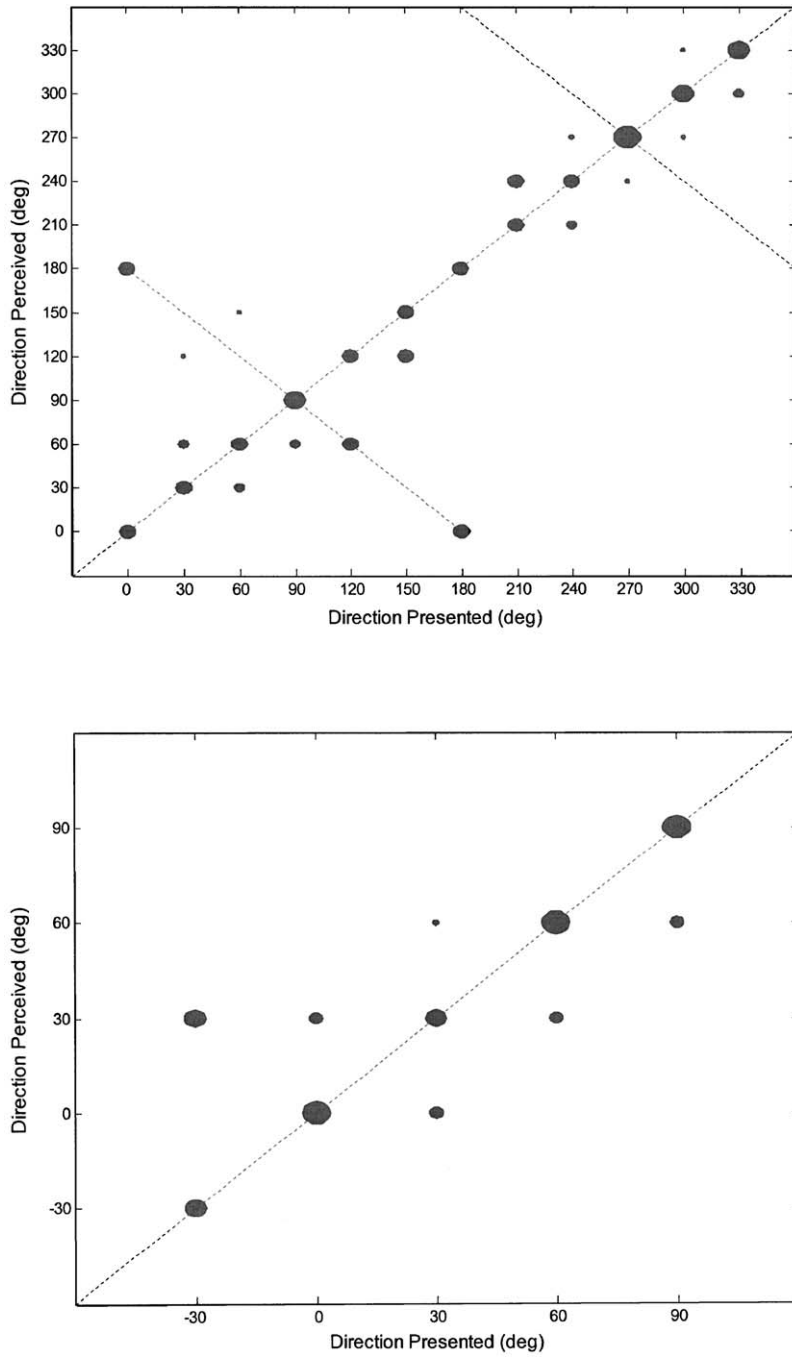 330
300
270
240
210
180
150
120
90
60
30
0
Direction Perceived (deg)
0 30 60 90 120 150 180 210 240 270 300 330
Direction Presented (deg)
90
60
30
0
-30
Direction Perceived (deg)
-30 0 30 60 90
Direction Presented (deg)